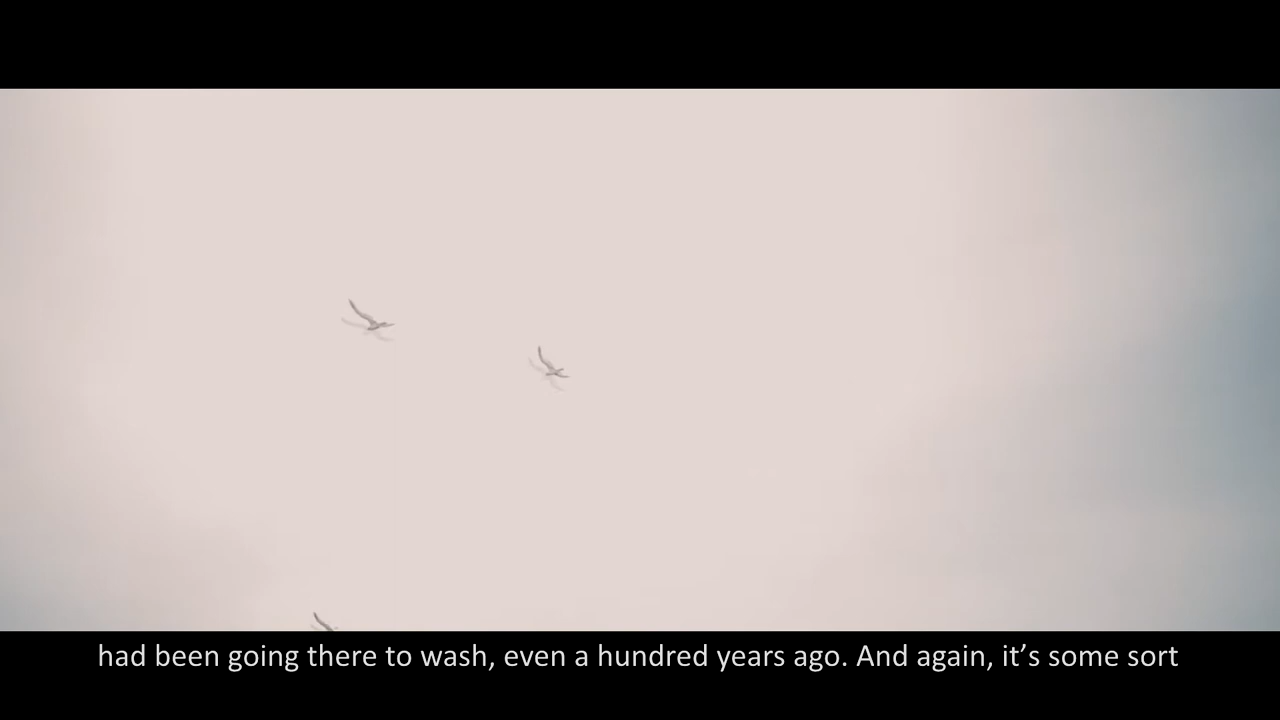 had been going there to wash, even a hundred years ago. And again, it’s some sort